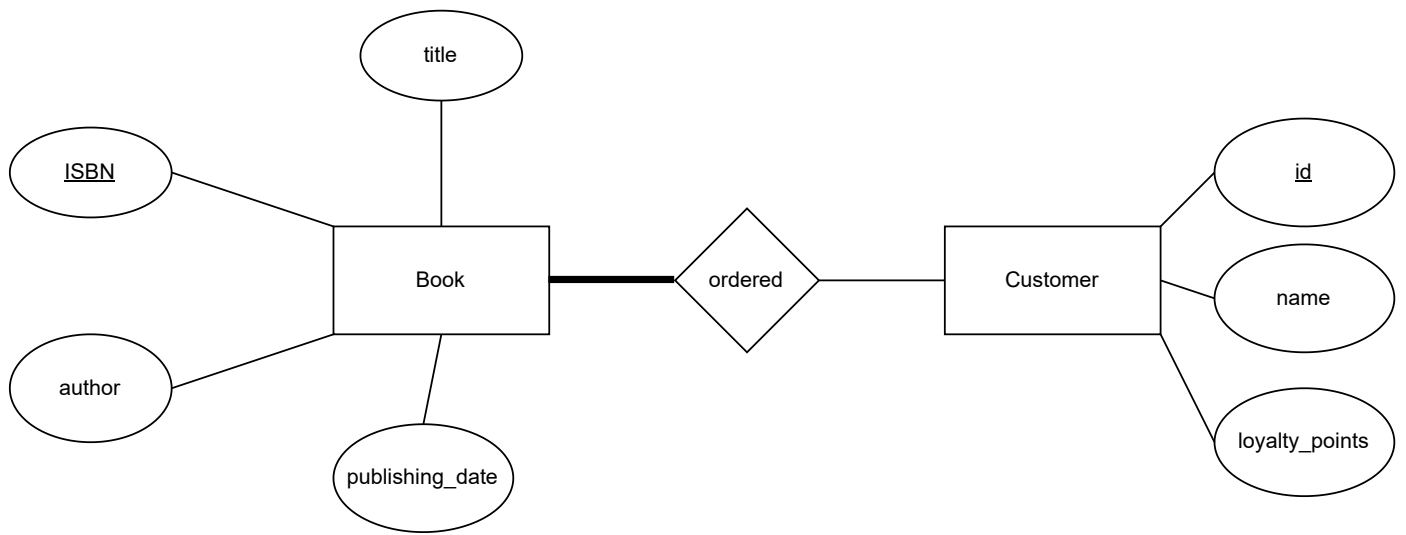 title
ISBN
id
Book
ordered
Customer
name
author
loyalty_points
publishing_date